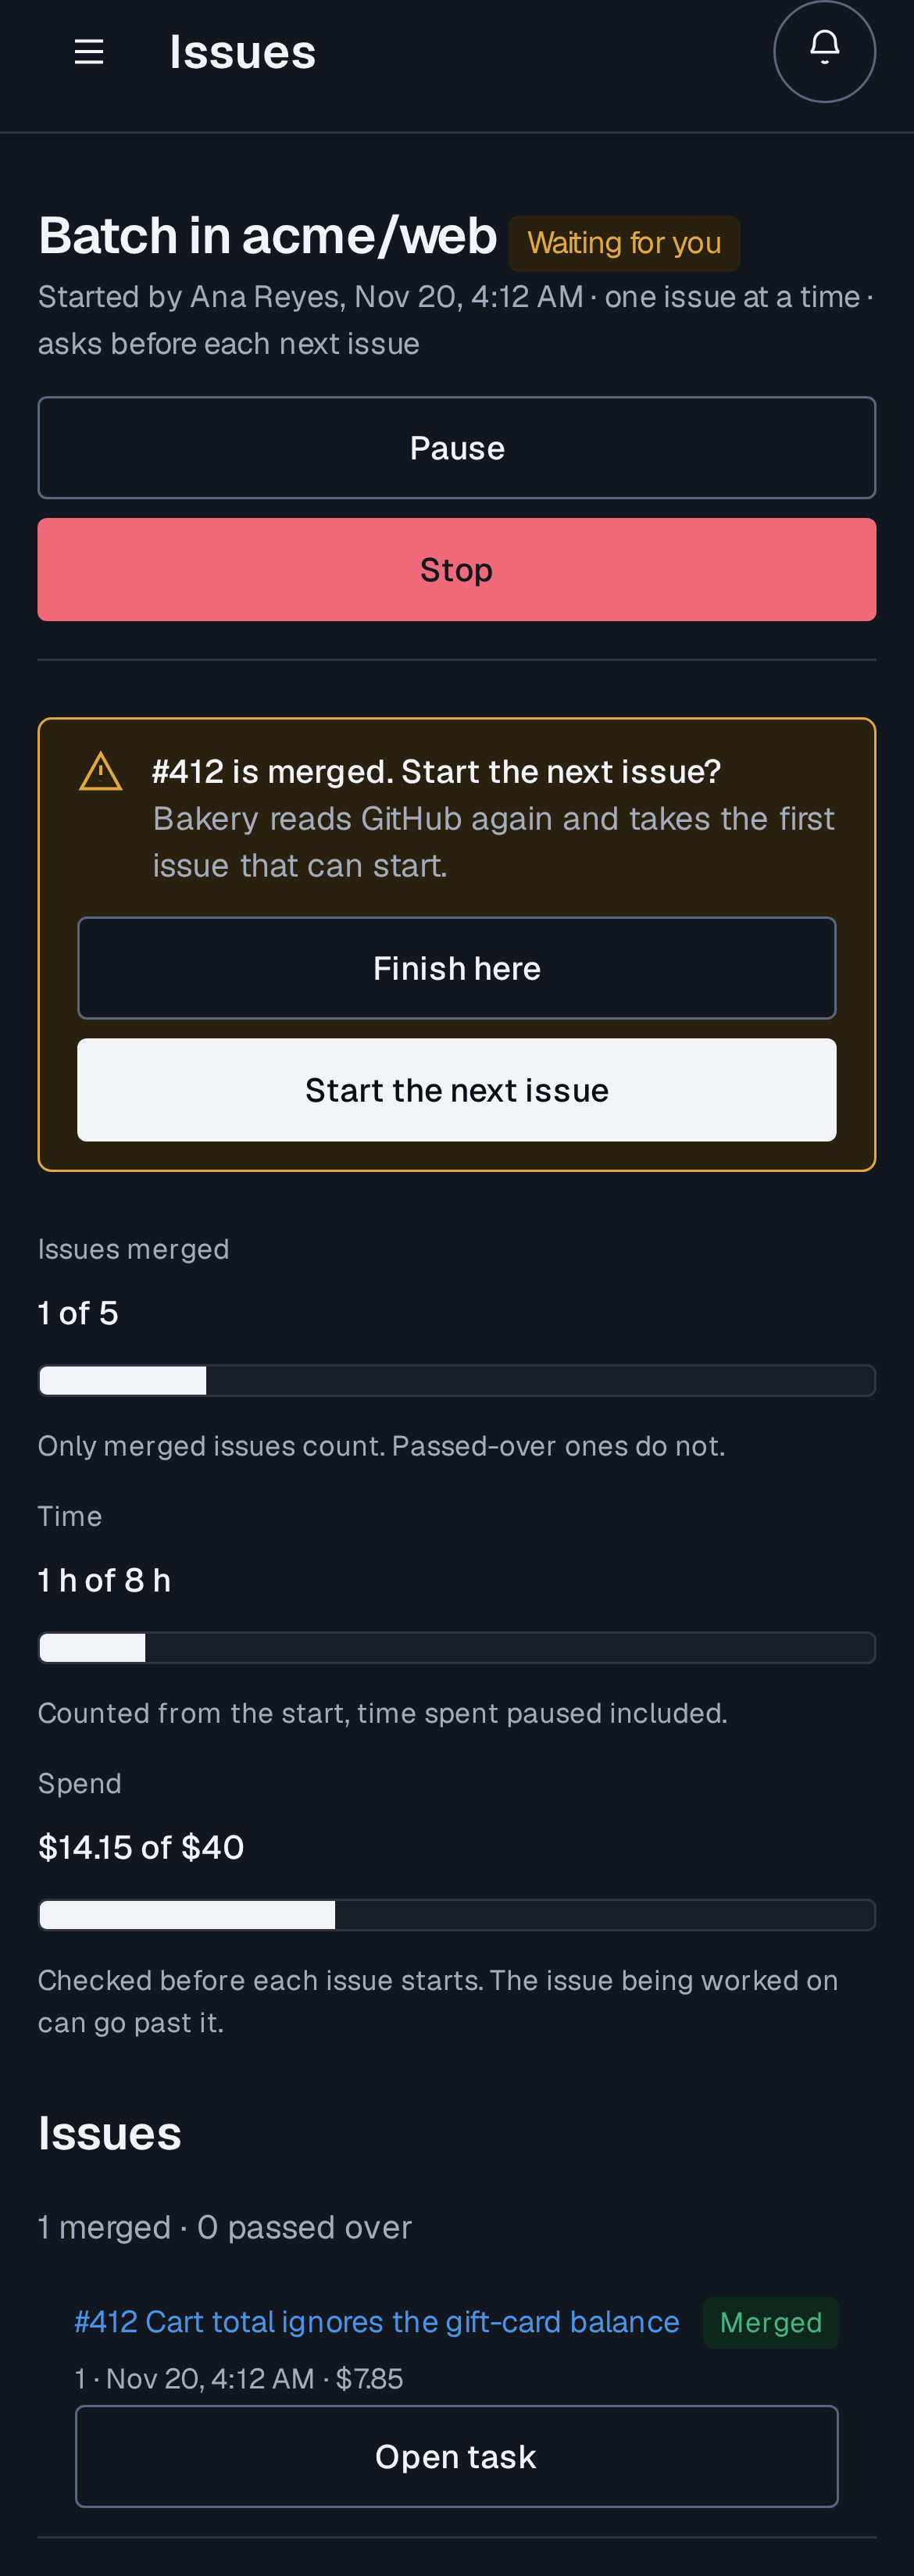 Issues
Batch in acme/web Waiting for you
Started by Ana Reyes, Nov 20, 4:12 AM · one issue at a time ·
asks before each next issue
Pause
Stop
#412 is merged. Start the next issue?
Bakery reads GitHub again and takes the first
issue that can start.
Finish here
Start the next issue
Issues merged
1 of 5
Only merged issues count. Passed-over ones do not.
Time
1 h of 8 h
Counted from the start, time spent paused included.
Spend
$14.15 of $40
Checked before each issue starts. The issue being worked on
can go past it.
Issues
1 merged · 0 passed over
#412 Cart total ignores the gift-card balance Merged
1 · Nov 20, 4:12 AM · $7.85
Open task